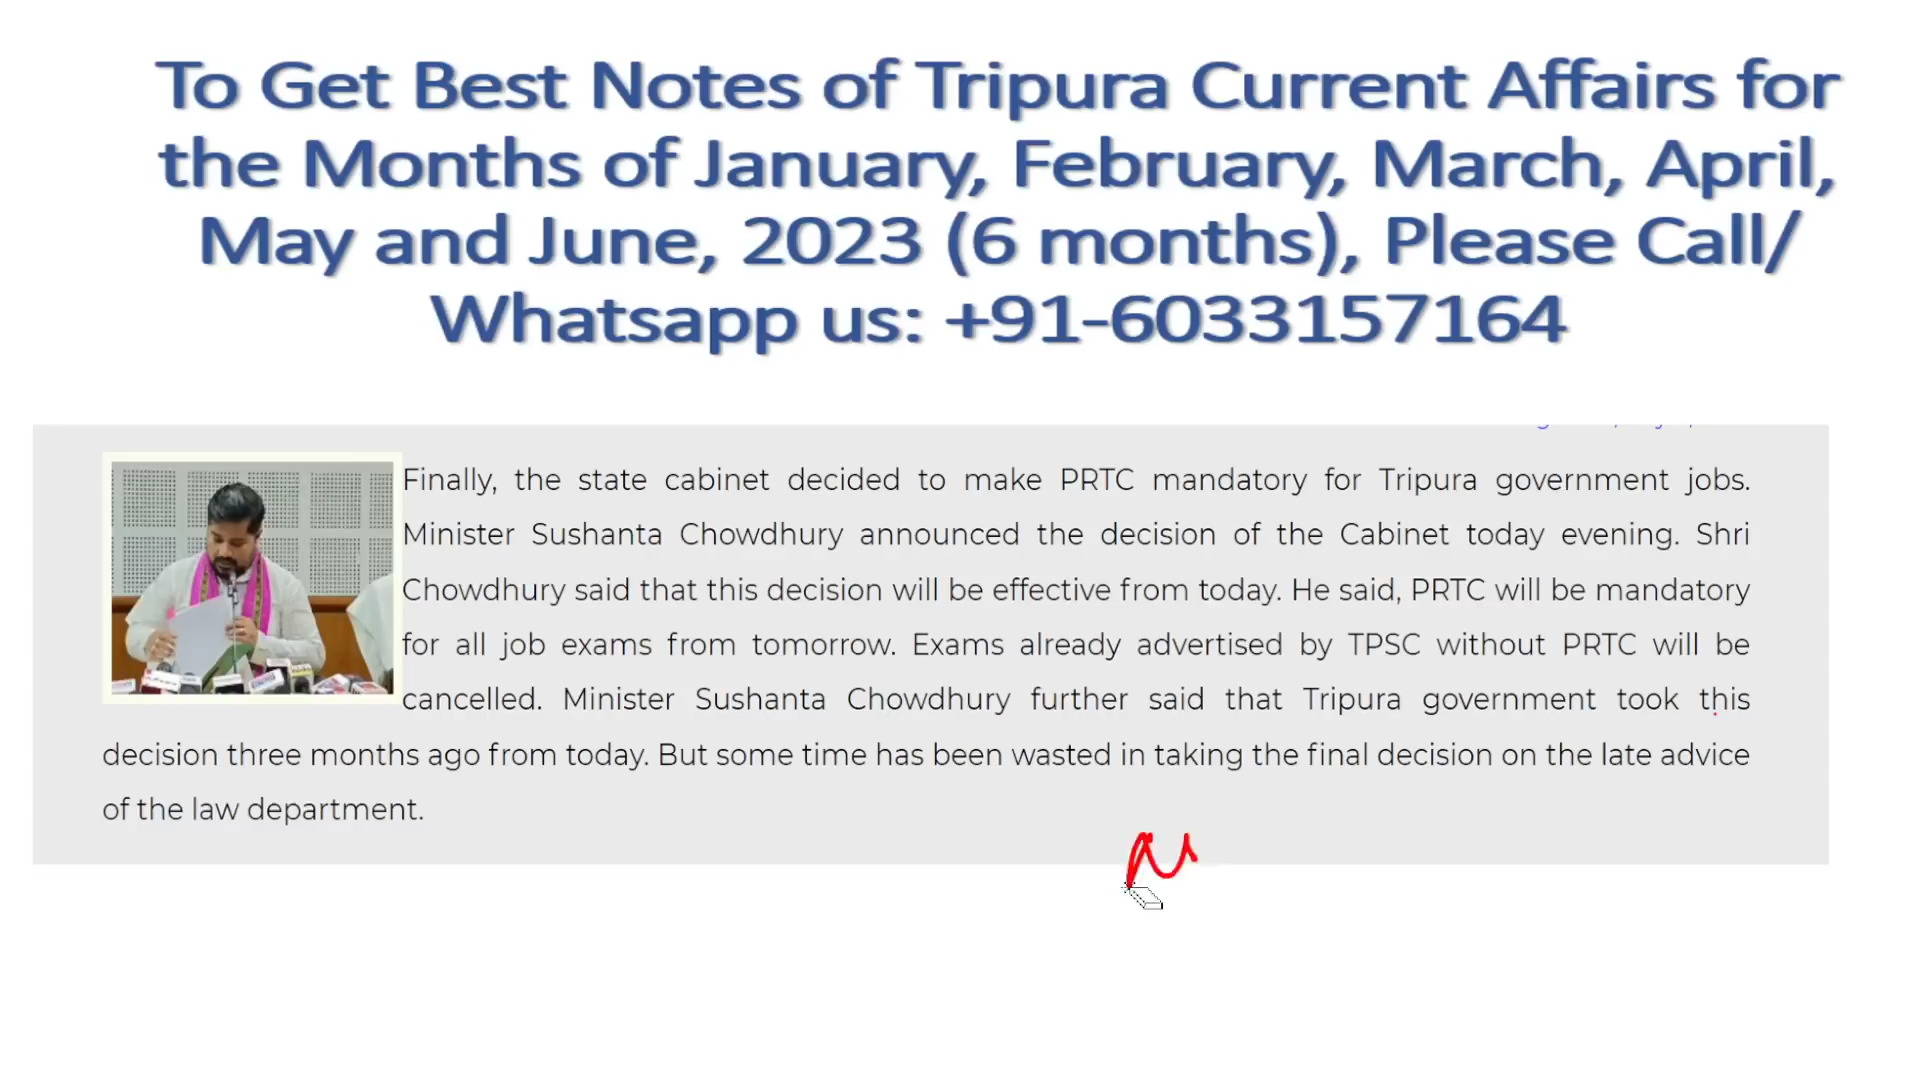 To Get Best Notes of Tripura Current Affairs for
the Months of January, February, March, April,
May and June, 2023 (6 months), Please Call/
Whatsapp us: +91-6033157164
Finally, the state cabinet decided to make PRTC mandatory for Tripura government jobs.
Minister Sushanta Chowdhury announced the decision of the Cabinet today evening. Shri
Chowdhury said that this decision will be effective from today. He said, PRTC will be mandatory
for all job exams from tomorrow. Exams already advertised by TPSC without PRTC will be
cancelled. Minister Sushanta Chowdhury further said that Tripura government took this
decision three months ago from today. But some time has been wasted in taking the final decision on the late advice
of the law department.